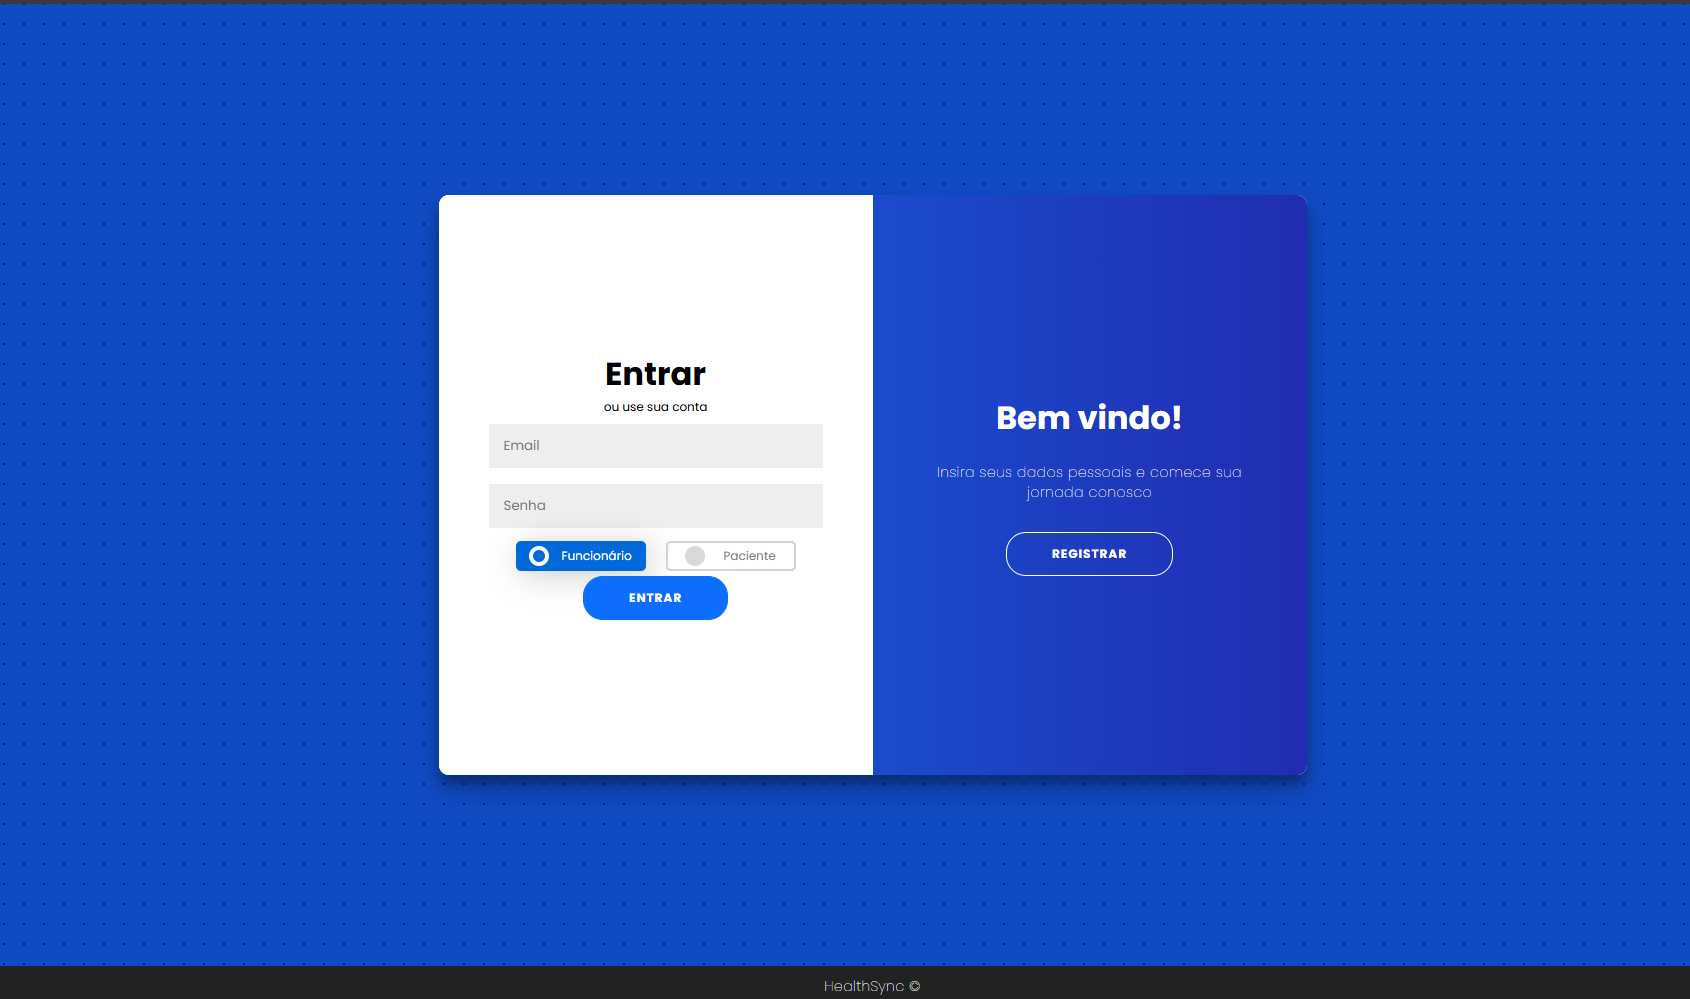 Entrar
ou use sua conta
Email
Senha
Funcionário
Paciente
ENTRAR
Bem vindo!
Insira seus dados pessoais e comece sua
jornada conosco
REGISTRAR
HealthSync ©